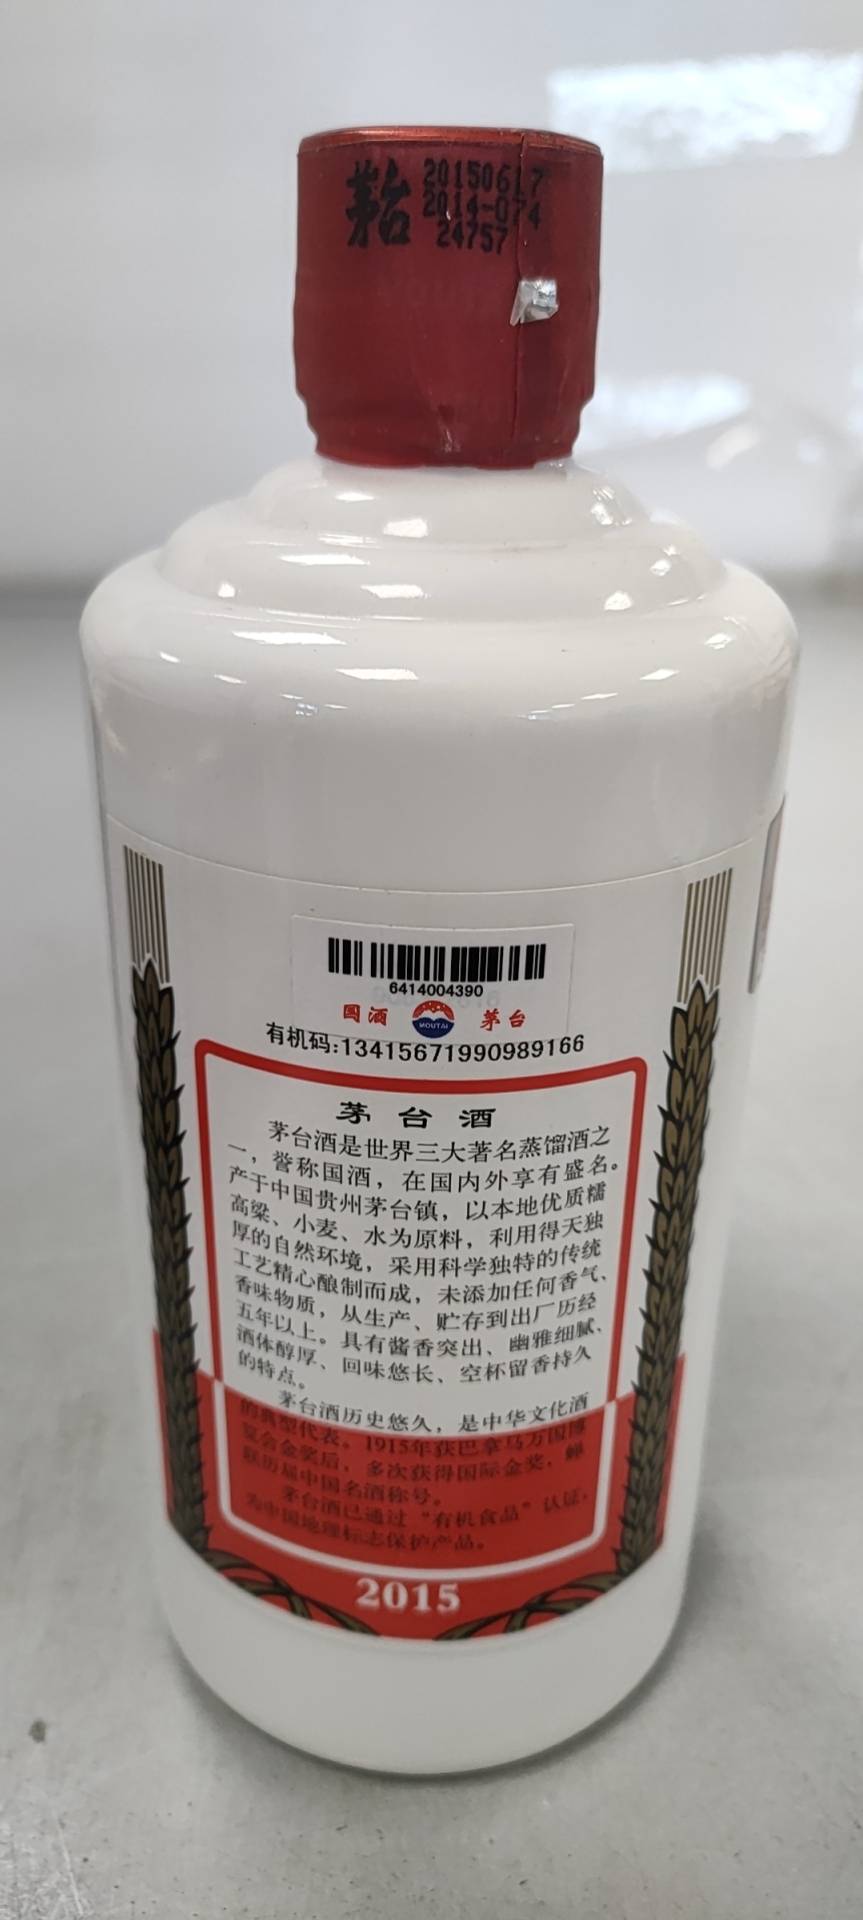 茅台
20150617
2014-074
24757
6414004390
国酒 MOUTAI 茅台
有机码:13415671990989166
茅台酒
茅台酒是世界三大著名蒸馏酒之
一，誉称国酒，在国内外享有盛名。
产于中国贵州茅台镇，以本地优质糯
高粱、小麦、水为原料，利用得天独
厚的自然环境，采用科学独特的传统
工艺精心酿制而成，未添加任何香气、
香味物质，从生产、贮存到出厂历经
五年以上。具有酱香突出、幽雅细腻、
酒体醇厚、回味悠长、空杯留香持久
的特点。
茅台酒历史悠久，是中华文化酒
的典型代表。1915年获巴拿马万国博
览会金奖后，多次获得国际金奖，蝉
联历届中国名酒称号。
茅台酒已通过“有机食品”认证，
为中国地理标志保护产品。
2015